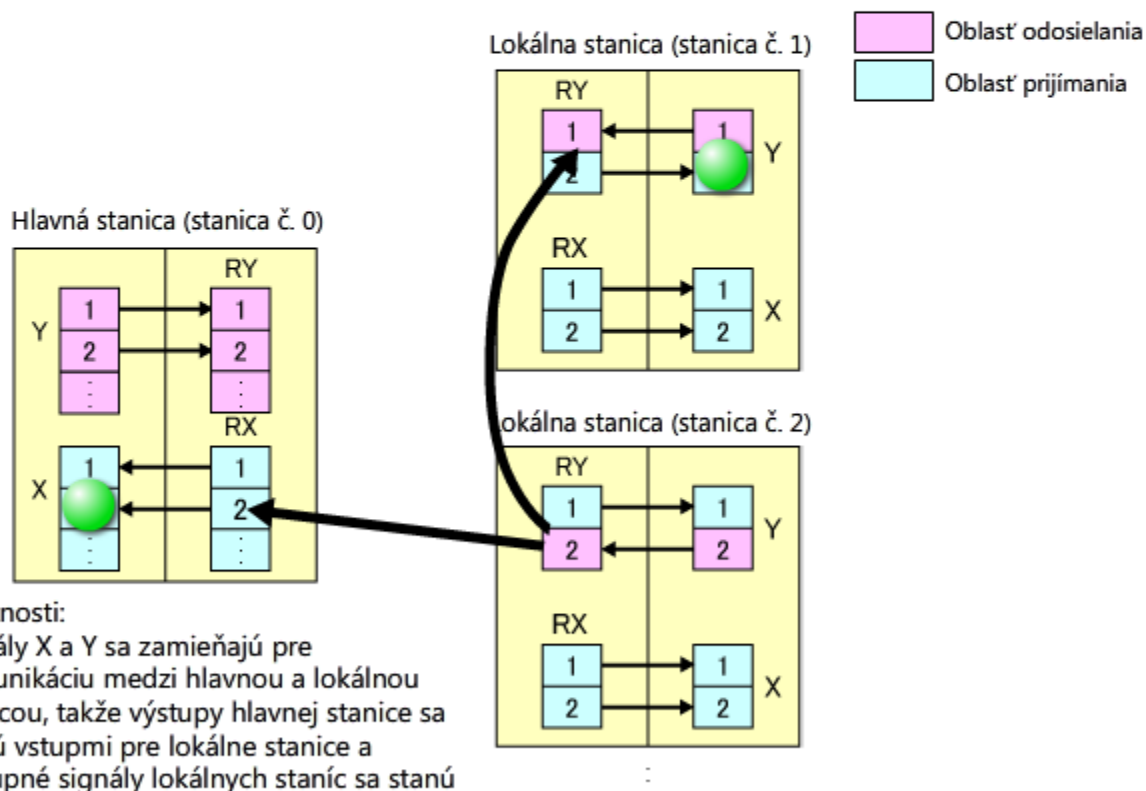 Oblasť odosielania
Oblasť prijímania
Lokálna stanica (stanica č. 1)
RY
1
2
1
Y
RX
1
2
1
2
X
Hlavná stanica (stanica č. 0)
Y
1
2
:
RY
1
2
:
X
1
:
RX
1
2
:
okálna stanica (stanica č. 2)
RY
1
2
1
2
Y
RX
1
2
1
2
X
:
nosti:
ály X a Y sa zamieňajú pre
unikáciu medzi hlavnou a lokálnou
cou, takže výstupy hlavnej stanice sa
ú vstupmi pre lokálne stanice a
upné signály lokálnych staníc sa stanú